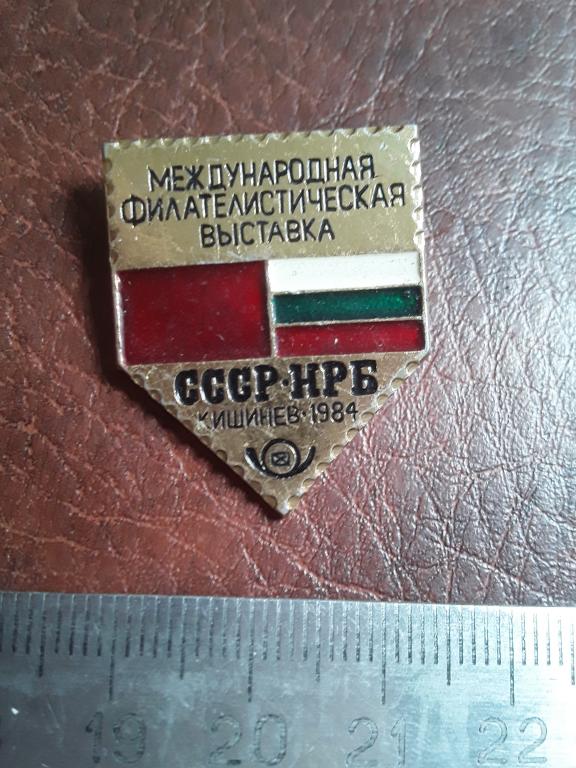 МЕЖДУНАРОДНАЯ
ФИЛАТЕЛИСТИЧЕСКАЯ
ВЫСТАВКА
СССР·НРБ
КИШИНЕВ·1984
19 20 21 22